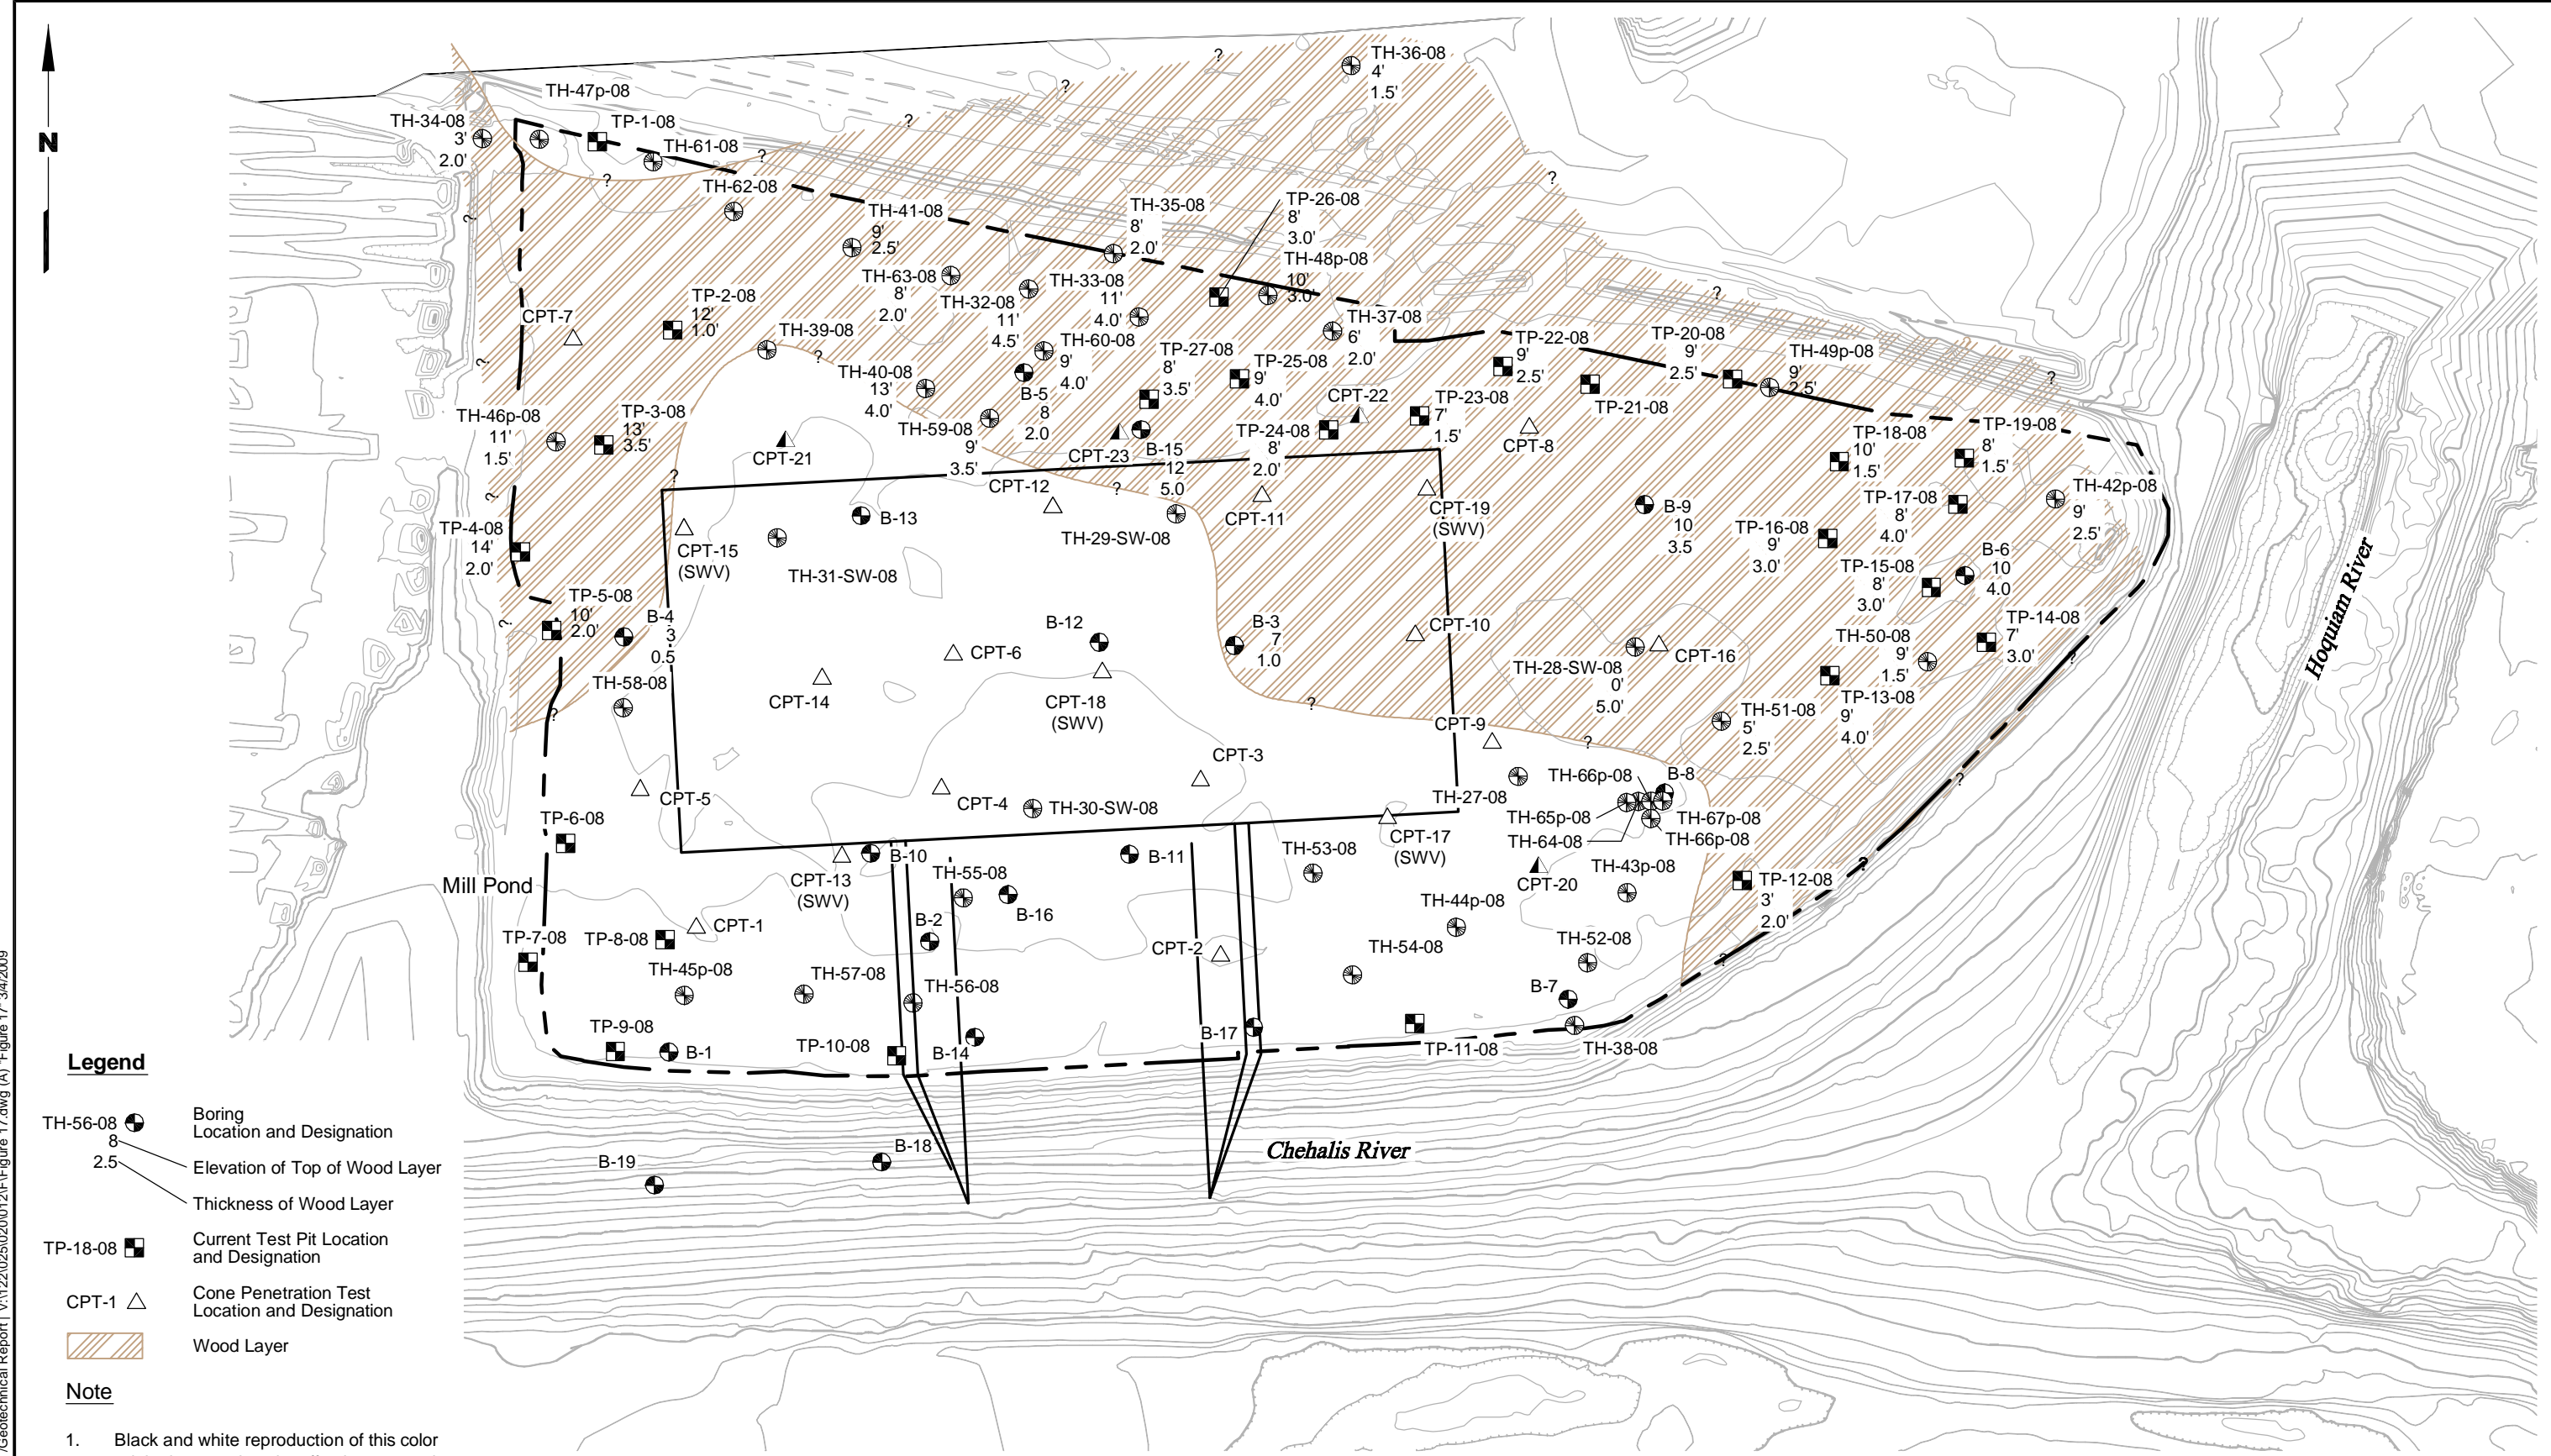 N
TH-36-08
4'
1.5'
TH-47p-08
TH-34-08
3'
2.0'
TP-1-08
TH-61-08
TH-62-08
TH-41-08
9'
2.5'
TH-35-08
8'
2.0'
TP-26-08
8'
3.0'
TH-48p-08
10'
3.0'
TH-63-08
8'
2.0'
TH-32-08
11'
4.5'
TH-33-08
11'
4.0'
TH-37-08
6'
2.0'
CPT-7
TP-2-08
12'
1.0'
TH-39-08
TH-60-08
9'
4.0'
TP-27-08
8'
3.5'
TP-25-08
9'
4.0'
TP-22-08
9'
2.5'
TP-20-08
9'
2.5'
TH-49p-08
9'
2.5'
TH-40-08
13'
4.0'
B-5
8
2.0
CPT-22
TP-23-08
7'
1.5'
TP-21-08
TH-46p-08
11'
1.5'
TP-3-08
13'
3.5'
CPT-21
TH-59-08
9'
3.5'
CPT-23
B-15
12
5.0
TP-24-08
8'
2.0'
CPT-8
TP-18-08
10'
1.5'
TP-19-08
8'
1.5'
CPT-12
CPT-11
CPT-19
(SWV)
TP-17-08
8'
4.0'
TH-42p-08
9'
2.5'
B-13
TH-29-SW-08
B-9
10
3.5
TP-16-08
9'
3.0'
TP-4-08
14'
2.0'
CPT-15
(SWV)
TH-31-SW-08
TP-15-08
8'
3.0'
B-6
10
4.0
TP-5-08
10'
2.0'
B-4
3
0.5
B-12
B-3
7
1.0
CPT-10
TP-14-08
7'
3.0'
TH-50-08
9'
1.5'
CPT-6
CPT-16
TH-28-SW-08
0'
5.0'
TH-58-08
CPT-14
CPT-18
(SWV)
TP-13-08
9'
4.0'
TH-51-08
5'
2.5'
CPT-9
CPT-3
Hoquiam River
CPT-5
CPT-4
TH-30-SW-08
TH-27-08
TH-66p-08
B-8
TH-65p-08
TH-67p-08
TH-64-08
TH-66p-08
TP-6-08
CPT-17
(SWV)
TH-53-08
B-10
B-11
CPT-13
(SWV)
TH-55-08
CPT-20
TH-43p-08
TP-12-08
3'
2.0'
Mill Pond
B-16
TH-44p-08
B-2
CPT-1
TP-7-08
TP-8-08
CPT-2
TH-54-08
TH-52-08
TH-45p-08
TH-57-08
TH-56-08
B-7
TP-9-08
B-1
TP-10-08
B-14
B-17
TP-11-08
TH-38-08
B-19
B-18
Chehalis River
Legend
TH-56-08
8
2.5
Boring
Location and Designation
Elevation of Top of Wood Layer
Thickness of Wood Layer
TP-18-08
Current Test Pit Location
and Designation
CPT-1
Cone Penetration Test
Location and Designation
Wood Layer
Note
1. Black and white reproduction of this color